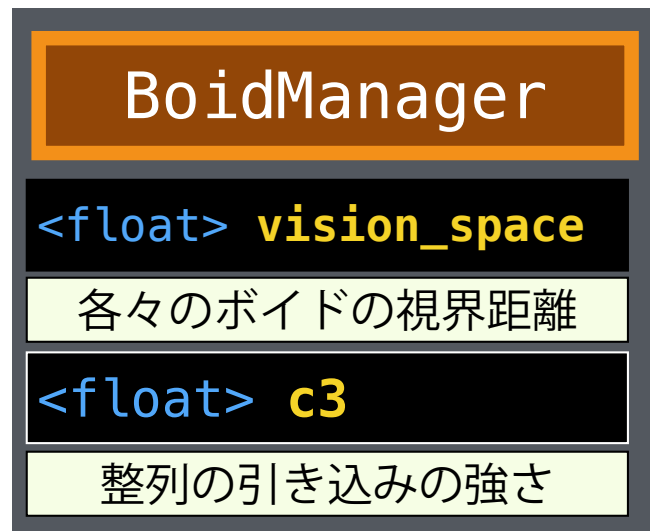 BoidManager
<float> vision_space
各々のボイドの視界距離
<float> c3
整列の引き込みの強さ